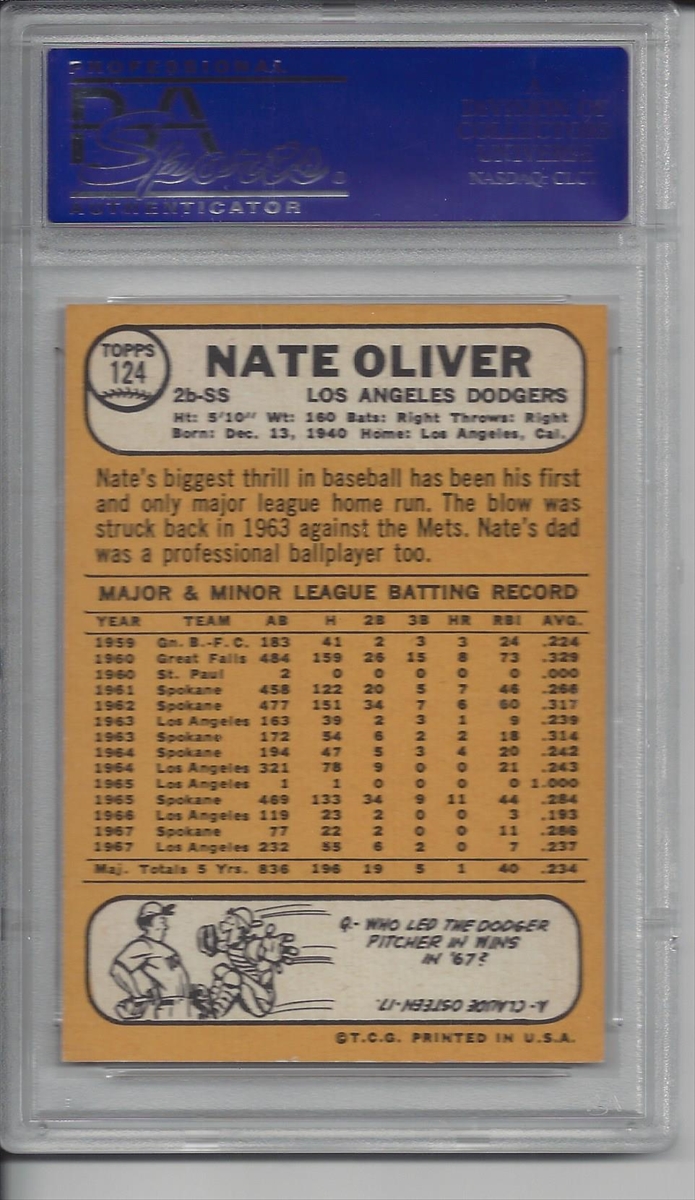 PROFESSIONAL
PSA
Sports®
AUTHENTICATOR
A
DIVISION OF
COLLECTORS
UNIVERSE
NASDAQ: CLCT
TOPPS
124
NATE OLIVER
2b-SS LOS ANGELES DODGERS
Ht: 5'10" Wt: 160 Bats: Right Throws: Right
Born: Dec. 13, 1940 Home: Los Angeles, Cal.
Nate's biggest thrill in baseball has been his first
and only major league home run. The blow was
struck back in 1963 against the Mets. Nate's dad
was a professional ballplayer too.
MAJOR & MINOR LEAGUE BATTING RECORD
YEAR TEAM AB H 2B 3B HR RBI AVG.
1959 Gn. B.-F.C. 183 41 2 3 3 24 .224
1960 Great Falls 484 159 26 15 8 73 .329
1960 St. Paul 2 0 0 0 0 0 .000
1961 Spokane 458 122 20 5 7 46 .266
1962 Spokane 477 151 34 7 6 60 .317
1963 Los Angeles 163 39 2 3 1 9 .239
1963 Spokane 172 54 6 2 2 18 .314
1964 Spokane 194 47 5 3 4 20 .242
1964 Los Angeles 321 78 9 0 0 21 .243
1965 Los Angeles 1 1 0 0 0 0 1.000
1965 Spokane 469 133 34 9 11 44 .284
1966 Los Angeles 119 23 2 0 0 3 .193
1967 Spokane 77 22 2 0 0 11 .286
1967 Los Angeles 232 55 6 2 0 7 .237
Maj. Totals 5 Yrs. 836 196 19 5 1 40 .234
Q.- WHO LED THE DODGER
PITCHER IN WINS
IN '67?
A.- CLAUDE OSTEEN-17.
©T.C.G. PRINTED IN U.S.A.